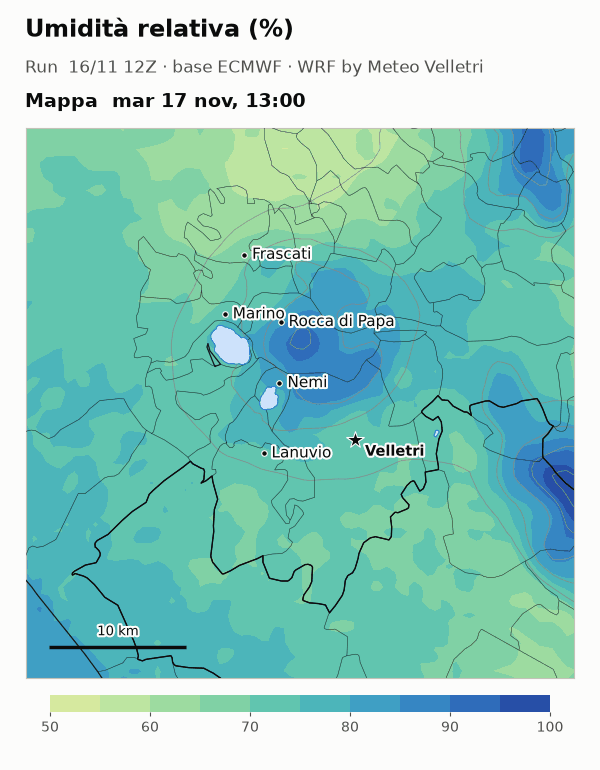 Umidità relativa (%)
Run  16/11 12Z · base ECMWF · WRF by Meteo Velletri
Mappa  mar 17 nov, 13:00
Frascati
Marino
Rocca di Papa
Nemi
Velletri
Lanuvio
10 km
50 60 70 80 90 100